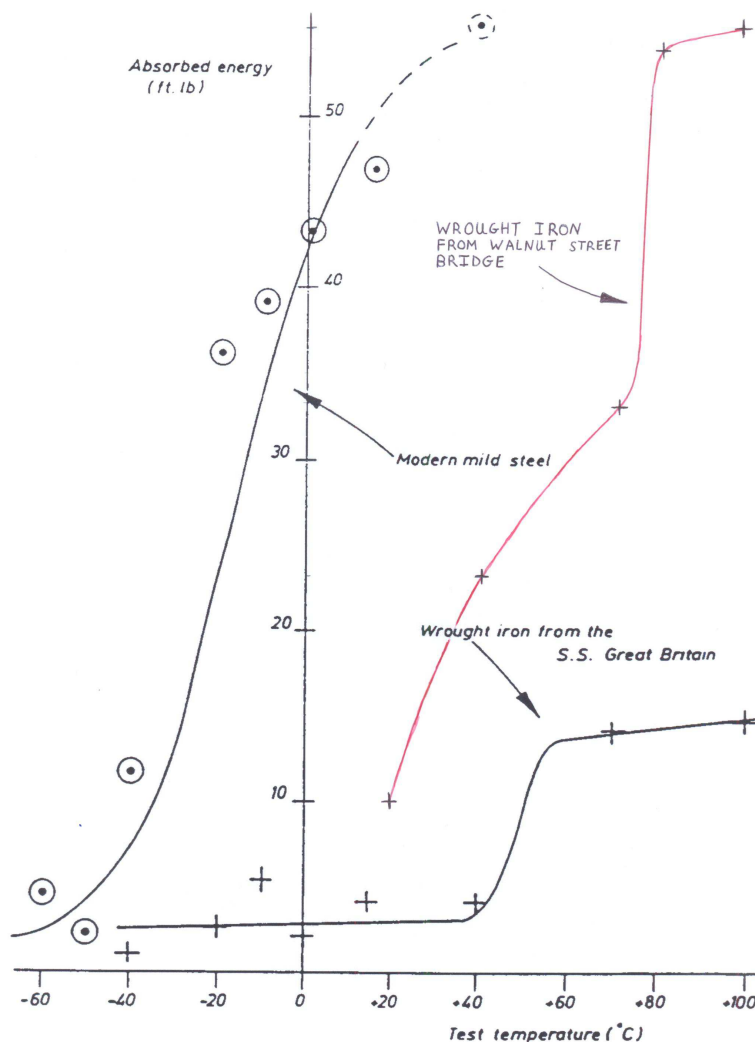 Absorbed energy
(ft. lb)
50
WROUGHT IRON
FROM WALNUT STREET
BRIDGE
40
30
Modern mild steel
20
Wrought iron from the
S.S. Great Britain
10
-60
-40
-20
0
+20
+40
+60
+80
+100
Test temperature (°C)